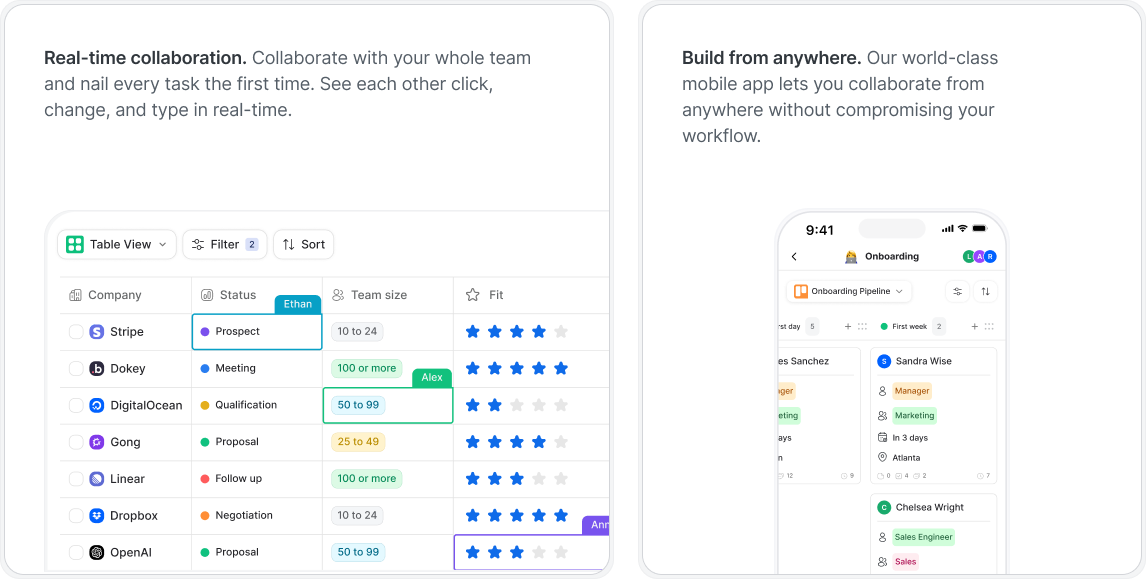 Real-time collaboration. Collaborate with your whole team
and nail every task the first time. See each other click,
change, and type in real-time.
Table View
Filter 2
Sort
Company Status Team size Fit
Ethan
Stripe Prospect 10 to 24
Dokey Meeting 100 or more
Alex
DigitalOcean Qualification 50 to 99
Gong Proposal 25 to 49
Linear Follow up 100 or more
Dropbox Negotiation 10 to 24
Ann
OpenAI Proposal 50 to 99
Build from anywhere. Our world-class
mobile app lets you collaborate from
anywhere without compromising your
workflow.
9:41
Onboarding L A R
Onboarding Pipeline
rst day 5 + First week 2 +
es Sanchez
ager
eting
ays
n
12 9
S Sandra Wise
Manager
Marketing
In 3 days
Atlanta
0 4 2 7
C Chelsea Wright
Sales Engineer
Sales